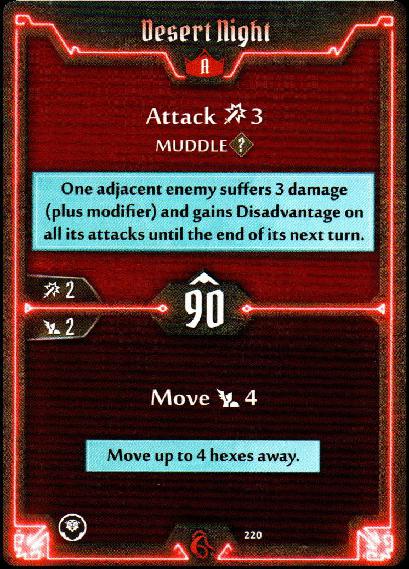 Desert Night
A
Attack 3
MUDDLE ?
One adjacent enemy suffers 3 damage
(plus modifier) and gains Disadvantage on
all its attacks until the end of its next turn.
2
90
2
Move 4
Move up to 4 hexes away.
220